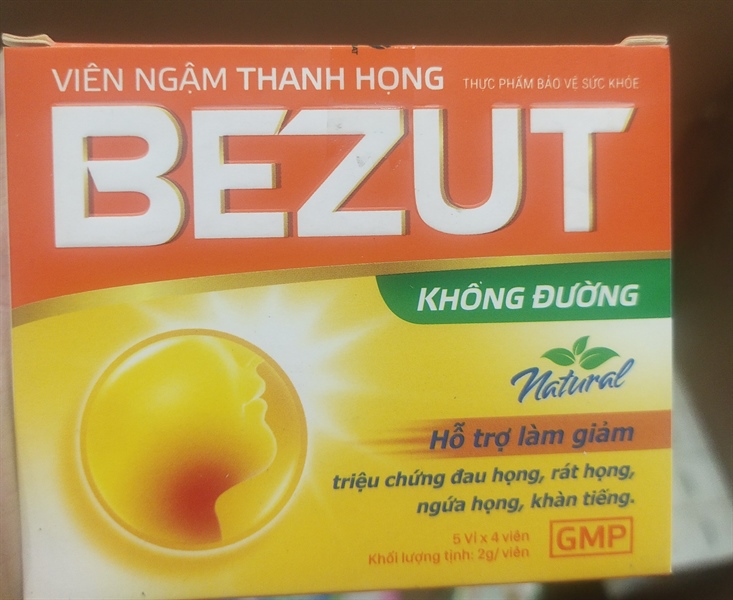 VIÊN NGẬM THANH HỌNG THỰC PHẨM BẢO VỆ SỨC KHỎE
BEZUT
KHÔNG ĐƯỜNG
Natural
Hỗ trợ làm giảm
triệu chứng đau họng, rát họng,
ngứa họng, khàn tiếng.
5 Vỉ x 4 viên
Khối lượng tịnh: 2g/ viên
GMP